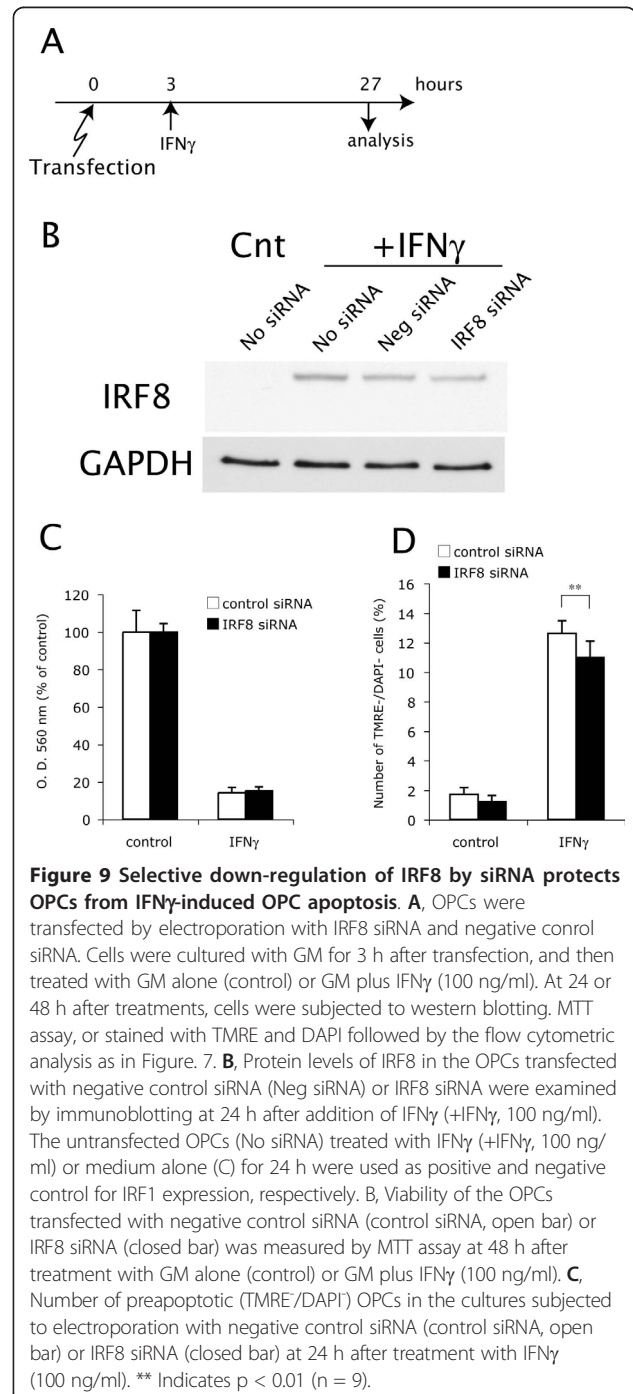 A
0 3 27 hours
Transfection IFNγ analysis
B
Cnt +IFNγ
No siRNA No siRNA Neg siRNA IRF8 siRNA
IRF8
GAPDH
C
control siRNA
IRF8 siRNA
O. D. 560 nm (% of control)
120
100
80
60
40
20
0
control IFNγ
D
control siRNA
IRF8 siRNA
Number of TMRE-/DAPI- cells (%)
16
14
12
10
8
6
4
2
0
**
control IFNγ
Figure 9 Selective down-regulation of IRF8 by siRNA protects
OPCs from IFNγ-induced OPC apoptosis. A, OPCs were
transfected by electroporation with IRF8 siRNA and negative conrol
siRNA. Cells were cultured with GM for 3 h after transfection, and then
treated with GM alone (control) or GM plus IFNγ (100 ng/ml). At 24 or
48 h after treatments, cells were subjected to western blotting. MTT
assay, or stained with TMRE and DAPI followed by the flow cytometric
analysis as in Figure. 7. B, Protein levels of IRF8 in the OPCs transfected
with negative control siRNA (Neg siRNA) or IRF8 siRNA were examined
by immunoblotting at 24 h after addition of IFNγ (+IFNγ, 100 ng/ml).
The untransfected OPCs (No siRNA) treated with IFNγ (+IFNγ, 100 ng/
ml) or medium alone (C) for 24 h were used as positive and negative
control for IRF1 expression, respectively. B, Viability of the OPCs
transfected with negative control siRNA (control siRNA, open bar) or
IRF8 siRNA (closed bar) was measured by MTT assay at 48 h after
treatment with GM alone (control) or GM plus IFNγ (100 ng/ml). C,
Number of preapoptotic (TMRE⁻/DAPI⁻) OPCs in the cultures subjected
to electroporation with negative control siRNA (control siRNA, open
bar) or IRF8 siRNA (closed bar) at 24 h after treatment with IFNγ
(100 ng/ml). ** Indicates p < 0.01 (n = 9).